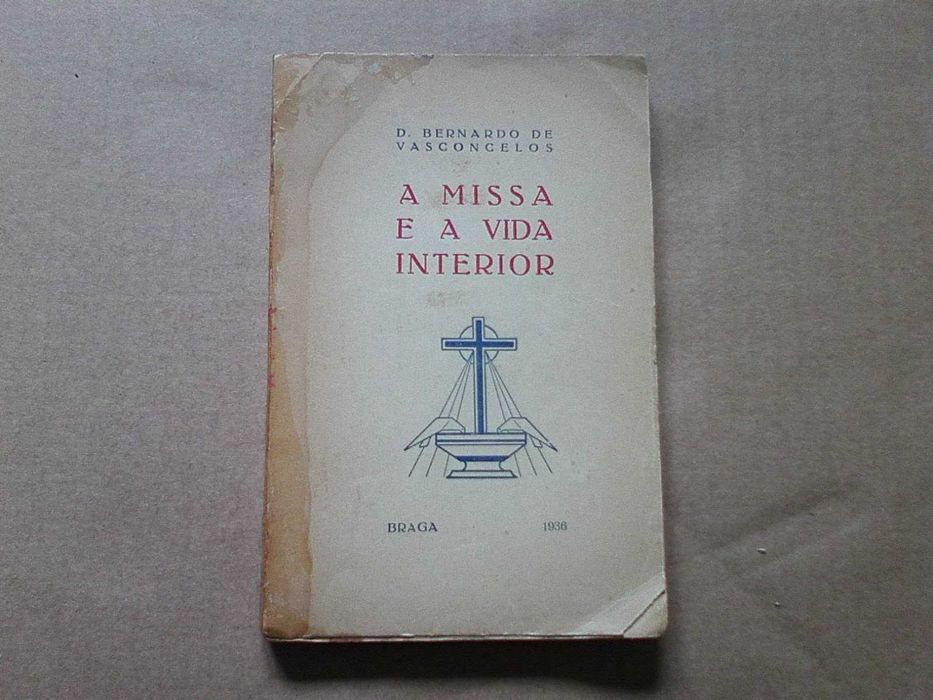 D. BERNARDO DE
VASCONCELOS
A MISSA
E A VIDA
INTERIOR
BRAGA 1936